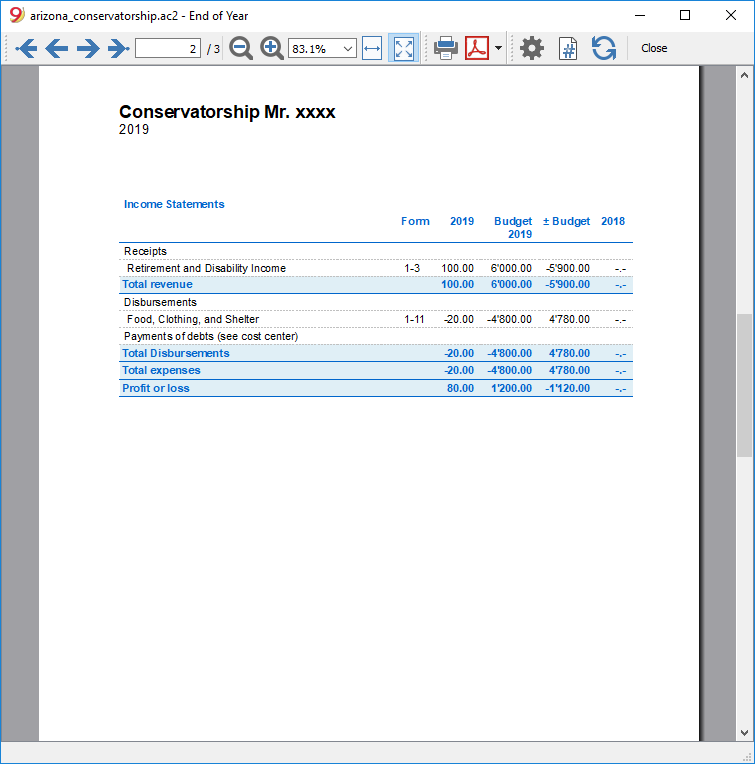 arizona_conservatorship.ac2 - End of Year
2 / 3 83.1% Close
Conservatorship Mr. xxxx
2019
Income Statements
Form 2019 Budget ± Budget 2018
2019
Receipts
Retirement and Disability Income 1-3 100.00 6'000.00 -5'900.00 -.-
Total revenue 100.00 6'000.00 -5'900.00 -.-
Disbursements
Food, Clothing, and Shelter 1-11 -20.00 -4'800.00 4'780.00 -.-
Payments of debts (see cost center)
Total Disbursements -20.00 -4'800.00 4'780.00 -.-
Total expenses -20.00 -4'800.00 4'780.00 -.-
Profit or loss 80.00 1'200.00 -1'120.00 -.-